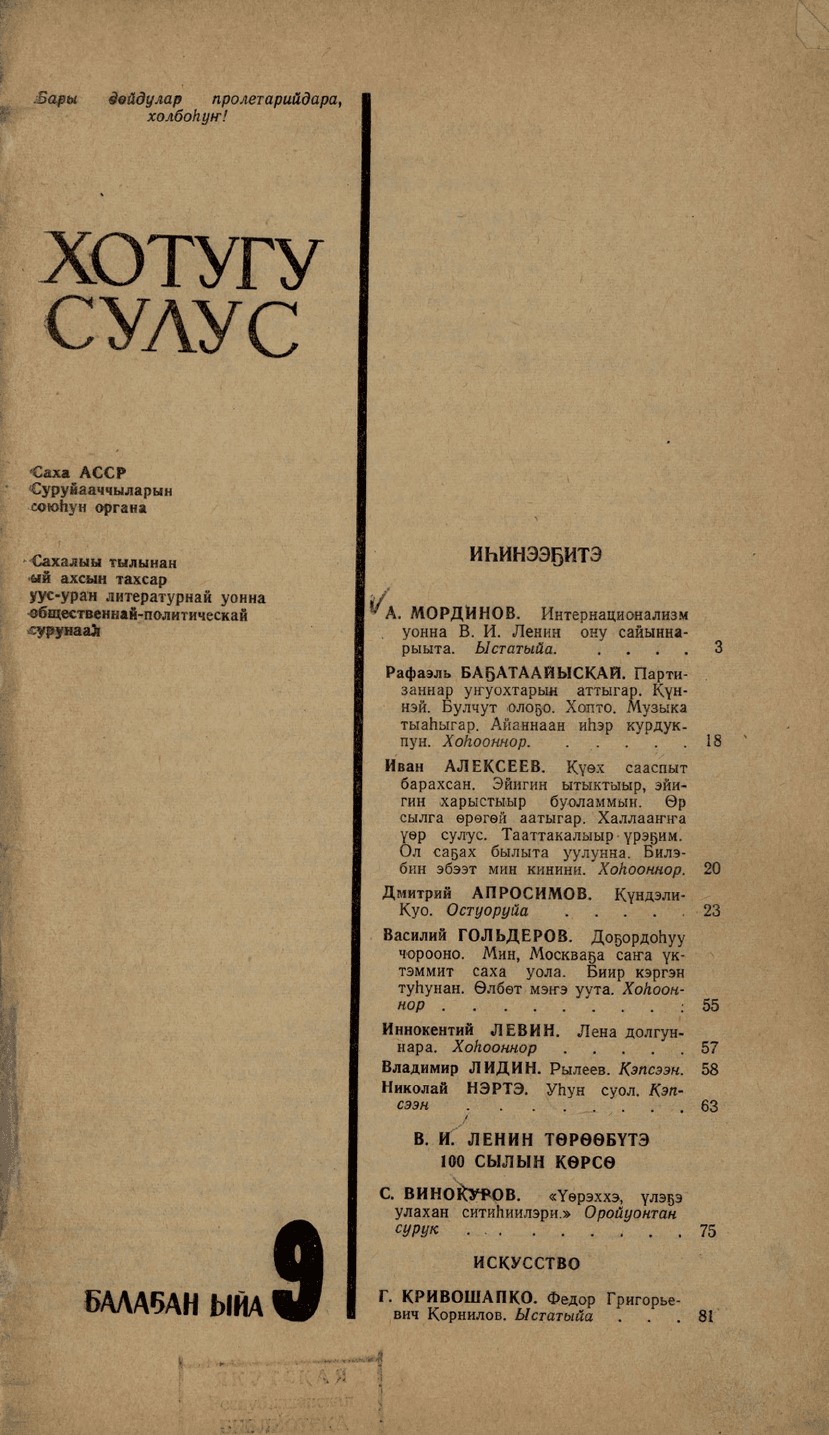 Бары дойдулар пролетарийдара,
холбоһуҥ!
ХОТУГУ
СУЛУС
Саха АССР
Суруйааччыларын
союһун органа
Сахалыы тылынан
ый ахсын тахсар
уус-уран литературнай уонна
общественнай-политическай
сурунаал
БАЛАҔАН ЫЙА 9
ИҺИНЭЭҔИТЭ
А. МОРДИНОВ. Интернационализм
уонна В. И. Ленин ону сайынна-
рыыта. Ыстатыйа. . . . . 3
Рафаэль БАҔАТААЙЫСКАЙ. Парти-
заннар уҥуохтарын аттыгар. Күн-
нэй. Булчут олоҕо. Хопто. Музыка
тыаһыгар. Айаннаан иһэр курдук-
пун. Хоһооннор. . . . . . 18
Иван АЛЕКСЕЕВ. Күөх сааспыт
барахсан. Эйигин ытыктыыр, эйи-
гин харыстыыр буоламмын. Өр
сылга өрөгөй аатыгар. Халлааҥҥа
үөр сулус. Тааттакалыыр үрэҕим.
Ол саҕах былыта уулунна. Билэ-
бин эбээт мин кинини. Хоһооннор. 20
Дмитрий АПРОСИМОВ. Күндэли-
Куо. Остуоруйа . . . . . 23
Василий ГОЛЬДЕРОВ. Доҕордоһуу
чорооно. Мин, Москваҕа саҥа үк-
тэммит саха уола. Биир кэргэн
туһунан. Өлбөт мэҥэ уута. Хоһоон-
нор . . . . . . . . : 55
Иннокентий ЛЕВИН. Лена долгун-
нара. Хоһооннор . . . . . 57
Владимир ЛИДИН. Рылеев. Кэпсээн. 58
Николай НЭРТЭ. Уһун суол. Кэп-
сээн . . . . . . . . 63
В. И. ЛЕНИН ТӨРӨӨБҮТЭ
100 СЫЛЫН КӨРСӨ
С. ВИНОКУРОВ. «Үөрэххэ, үлэҕэ
улахан ситиһиилэри.» Оройуонтан
сурук . . . . . . . . 75
ИСКУССТВО
Г. КРИВОШАПКО. Федор Григорье-
вич Корнилов. Ыстатыйа . . . 81